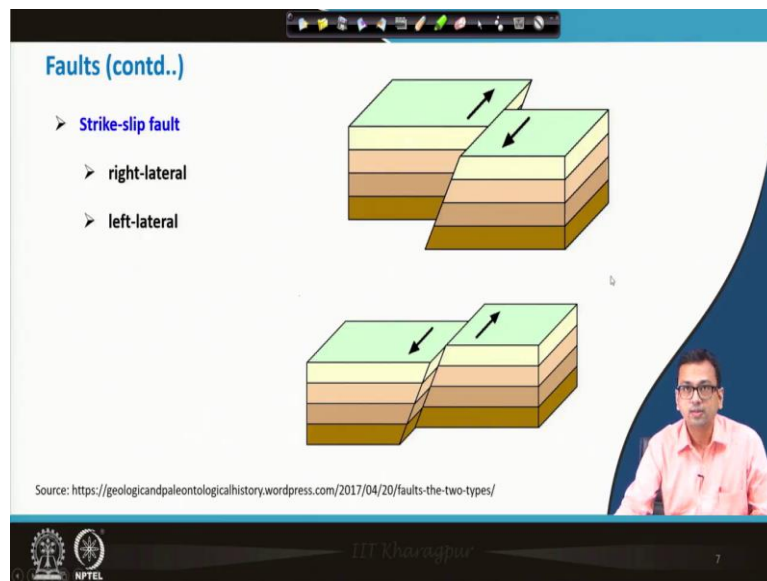 Faults (contd..)
➢ Strike-slip fault
➢ right-lateral
➢ left-lateral
Source: https://geologicandpaleontologicalhistory.wordpress.com/2017/04/20/faults-the-two-types/
NPTEL
IIT Kharagpur
7